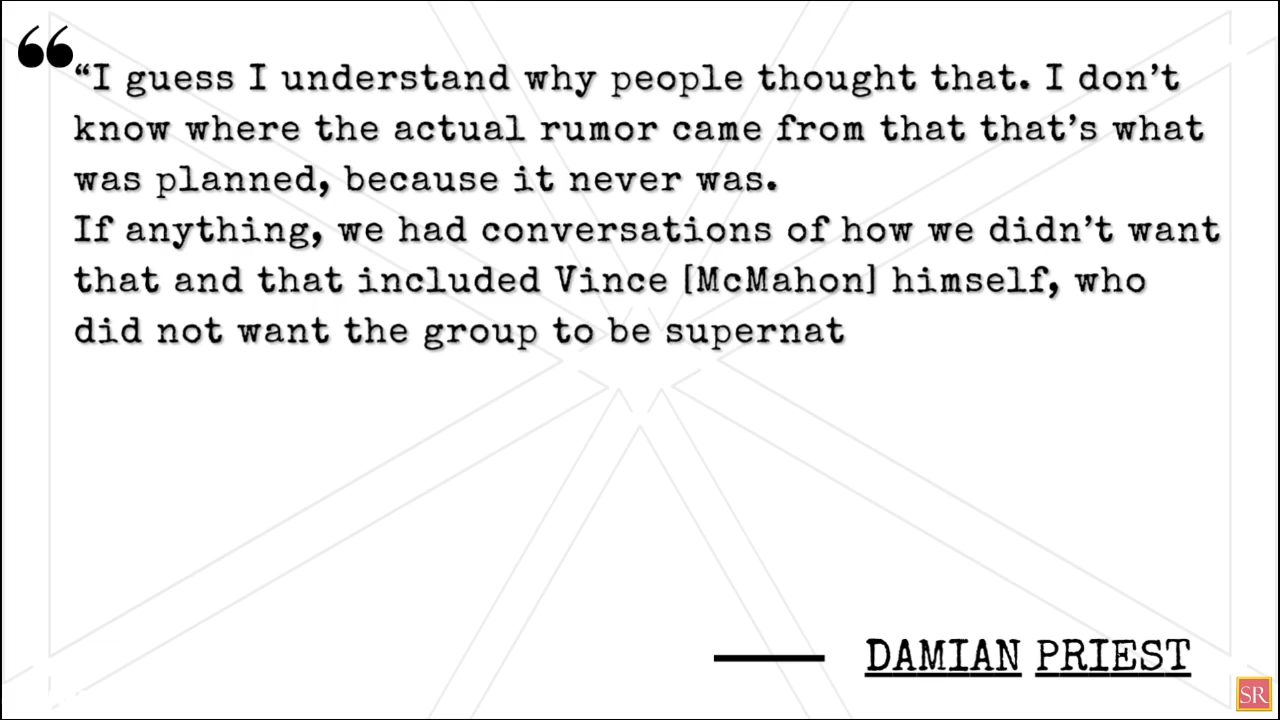 ❝
“I guess I understand why people thought that. I don’t
know where the actual rumor came from that that’s what
was planned, because it never was.
If anything, we had conversations of how we didn’t want
that and that included Vince [McMahon] himself, who
did not want the group to be supernat
DAMIAN PRIEST
SR